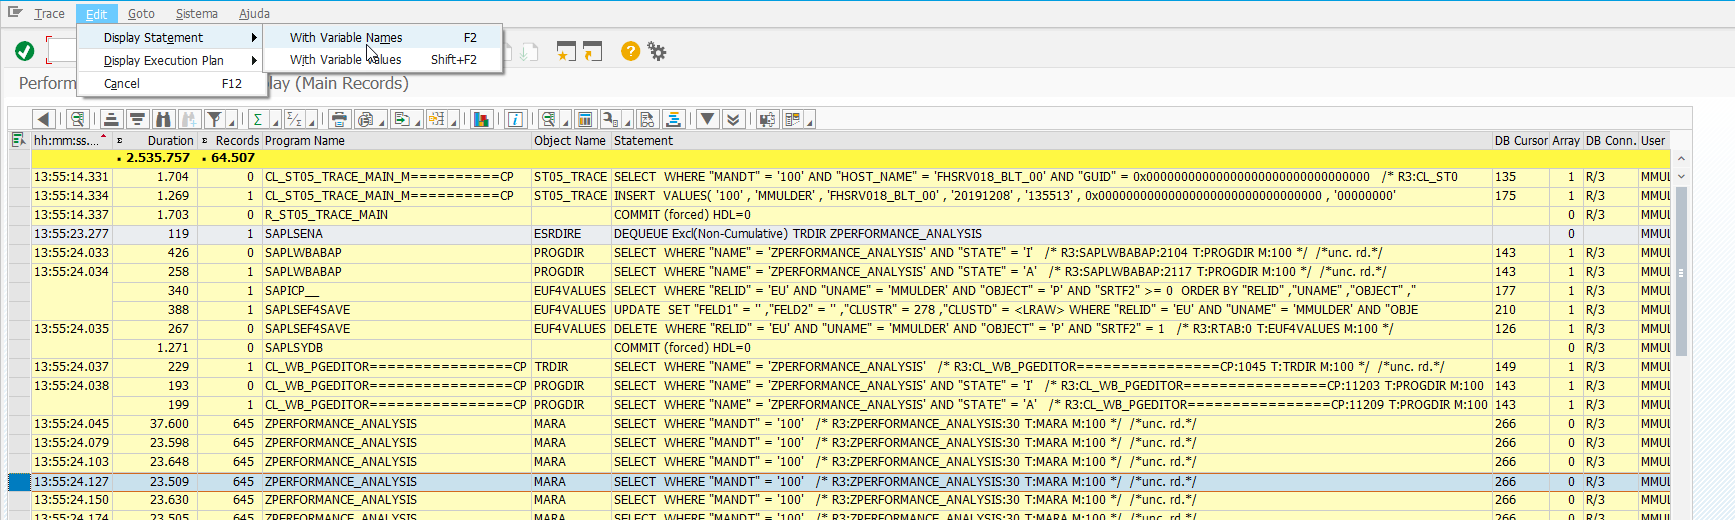 Trace Edit Goto Sistema Ajuda
Display Statement With Variable Names F2
Display Execution Plan With Variable Values Shift+F2
Cancel F12
Perform lay (Main Records)
hh:mm:ss.... Duration Records Program Name Object Name Statement DB Cursor Array DB Conn. User
2.535.757 64.507
13:55:14.331 1.704 0 CL_ST05_TRACE_MAIN_M==========CP ST05_TRACE SELECT WHERE "MANDT" = '100' AND "HOST_NAME" = 'FHSRV018_BLT_00' AND "GUID" = 0x00000000000000000000000000000000 /* R3:CL_ST0 135 1 R/3 MMUL
13:55:14.334 1.269 1 CL_ST05_TRACE_MAIN_M==========CP ST05_TRACE INSERT VALUES( '100' , 'MMULDER' , 'FHSRV018_BLT_00' , '20191208' , '135513' , 0x00000000000000000000000000000000 , '00000000' 175 1 R/3 MMUL
13:55:14.337 1.703 0 R_ST05_TRACE_MAIN COMMIT (forced) HDL=0 0 R/3 MMUL
13:55:23.277 119 1 SAPLSENA ESRDIRE DEQUEUE Excl(Non-Cumulative) TRDIR ZPERFORMANCE_ANALYSIS 0 MMUL
13:55:24.033 426 0 SAPLWBABAP PROGDIR SELECT WHERE "NAME" = 'ZPERFORMANCE_ANALYSIS' AND "STATE" = 'I' /* R3:SAPLWBABAP:2104 T:PROGDIR M:100 */ /*unc. rd.*/ 143 1 R/3 MMUL
13:55:24.034 258 1 SAPLWBABAP PROGDIR SELECT WHERE "NAME" = 'ZPERFORMANCE_ANALYSIS' AND "STATE" = 'A' /* R3:SAPLWBABAP:2117 T:PROGDIR M:100 */ /*unc. rd.*/ 143 1 R/3 MMUL
340 1 SAPICP__ EUF4VALUES SELECT WHERE "RELID" = 'EU' AND "UNAME" = 'MMULDER' AND "OBJECT" = 'P' AND "SRTF2" >= 0 ORDER BY "RELID" ,"UNAME" ,"OBJECT" ," 177 1 R/3 MMUL
388 1 SAPLSEF4SAVE EUF4VALUES UPDATE SET "FELD1" = '' ,"FELD2" = '' ,"CLUSTR" = 278 ,"CLUSTD" = <LRAW> WHERE "RELID" = 'EU' AND "UNAME" = 'MMULDER' AND "OBJE 210 1 R/3 MMUL
13:55:24.035 267 0 SAPLSEF4SAVE EUF4VALUES DELETE WHERE "RELID" = 'EU' AND "UNAME" = 'MMULDER' AND "OBJECT" = 'P' AND "SRTF2" = 1 /* R3:RTAB:0 T:EUF4VALUES M:100 */ 126 1 R/3 MMUL
1.271 0 SAPLSYDB COMMIT (forced) HDL=0 0 R/3 MMUL
13:55:24.037 229 1 CL_WB_PGEDITOR================CP TRDIR SELECT WHERE "NAME" = 'ZPERFORMANCE_ANALYSIS' /* R3:CL_WB_PGEDITOR================CP:1045 T:TRDIR M:100 */ /*unc. rd.*/ 149 1 R/3 MMUL
13:55:24.038 193 0 CL_WB_PGEDITOR================CP PROGDIR SELECT WHERE "NAME" = 'ZPERFORMANCE_ANALYSIS' AND "STATE" = 'I' /* R3:CL_WB_PGEDITOR================CP:11203 T:PROGDIR M:100 143 1 R/3 MMUL
199 1 CL_WB_PGEDITOR================CP PROGDIR SELECT WHERE "NAME" = 'ZPERFORMANCE_ANALYSIS' AND "STATE" = 'A' /* R3:CL_WB_PGEDITOR================CP:11209 T:PROGDIR M:100 143 1 R/3 MMUL
13:55:24.045 37.600 645 ZPERFORMANCE_ANALYSIS MARA SELECT WHERE "MANDT" = '100' /* R3:ZPERFORMANCE_ANALYSIS:30 T:MARA M:100 */ /*unc. rd.*/ 266 0 R/3 MMUL
13:55:24.079 23.598 645 ZPERFORMANCE_ANALYSIS MARA SELECT WHERE "MANDT" = '100' /* R3:ZPERFORMANCE_ANALYSIS:30 T:MARA M:100 */ /*unc. rd.*/ 266 0 R/3 MMUL
13:55:24.103 23.648 645 ZPERFORMANCE_ANALYSIS MARA SELECT WHERE "MANDT" = '100' /* R3:ZPERFORMANCE_ANALYSIS:30 T:MARA M:100 */ /*unc. rd.*/ 266 0 R/3 MMUL
13:55:24.127 23.509 645 ZPERFORMANCE_ANALYSIS MARA SELECT WHERE "MANDT" = '100' /* R3:ZPERFORMANCE_ANALYSIS:30 T:MARA M:100 */ /*unc. rd.*/ 266 0 R/3 MMUL
13:55:24.150 23.630 645 ZPERFORMANCE_ANALYSIS MARA SELECT WHERE "MANDT" = '100' /* R3:ZPERFORMANCE_ANALYSIS:30 T:MARA M:100 */ /*unc. rd.*/ 266 0 R/3 MMUL
13:55:24.174 23.505 645 ZPERFORMANCE_ANALYSIS MARA SELECT WHERE "MANDT" = '100' /* R3:ZPERFORMANCE_ANALYSIS:30 T:MARA M:100 */ /*unc. rd.*/ 266 0 R/3 MMUL